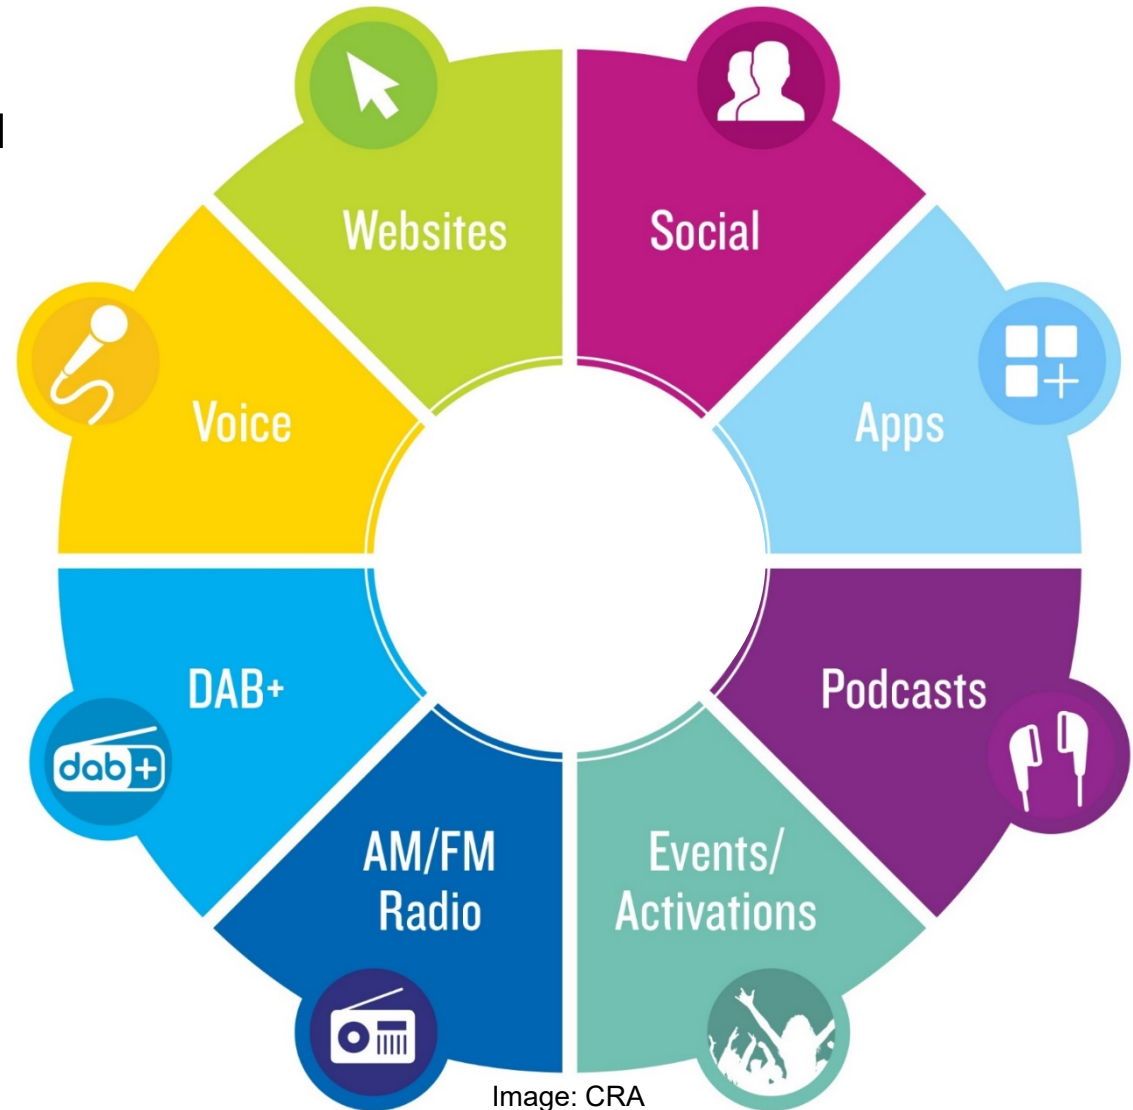 Websites
Social
Voice
Apps
DAB+
Podcasts
dab+
AM/FM
Radio
Events/
Activations
Image: CRA